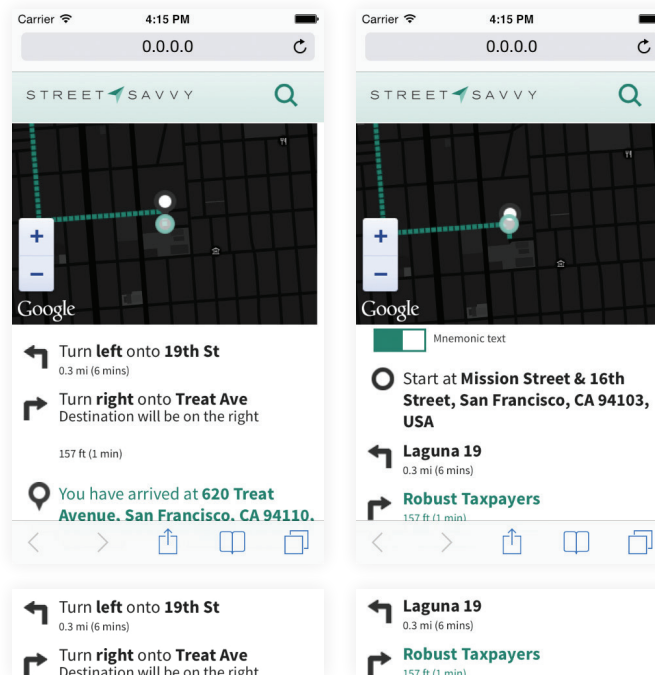 Carrier 4:15 PM
0.0.0.0
STREET SAVVY
+
−
Google
Turn left onto 19th St
0.3 mi (6 mins)
Turn right onto Treat Ave
Destination will be on the right
157 ft (1 min)
You have arrived at 620 Treat
Avenue, San Francisco, CA 94110,
Turn left onto 19th St
0.3 mi (6 mins)
Turn right onto Treat Ave
Destination will be on the right
Carrier 4:15 PM
0.0.0.0
STREET SAVVY
+
−
Google
Mnemonic text
Start at Mission Street & 16th
Street, San Francisco, CA 94103,
USA
Laguna 19
0.3 mi (6 mins)
Robust Taxpayers
157 ft (1 min)
Laguna 19
0.3 mi (6 mins)
Robust Taxpayers
157 ft (1 min)